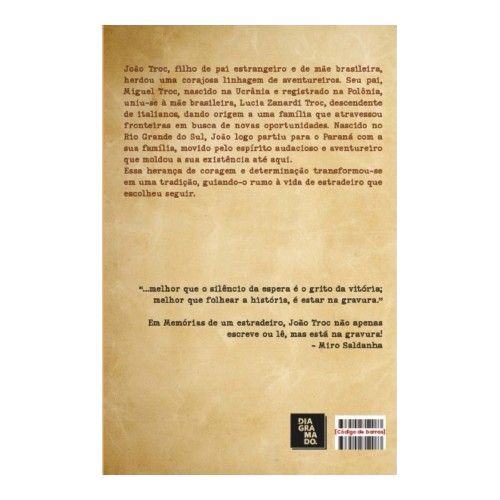 João Troc, filho de pai estrangeiro e de mãe brasileira,
herdou uma corajosa linhagem de aventureiros. Seu pai,
Miguel Troc, nascido na Ucrânia e registrado na Polônia,
uniu-se à mãe brasileira, Lucia Zanardi Troc, descendente
de italianos, dando origem a uma família que atravessou
fronteiras em busca de novas oportunidades. Nascido no
Rio Grande do Sul, João logo partiu para o Paraná com a
sua família, movido pelo espírito audacioso e aventureiro
que moldou a sua existência até aqui.
Essa herança de coragem e determinação transformou-se
em uma tradição, guiando-o rumo à vida de estradeiro que
escolheu seguir.
"...melhor que o silêncio da espera é o grito da vitória;
melhor que folhear a história, é estar na gravura."
Em Memórias de um estradeiro, João Troc não apenas
escreve ou lê, mas está na gravura!
- Miro Saldanha
DIA
GRA
MA
DO.
[Código de barras]